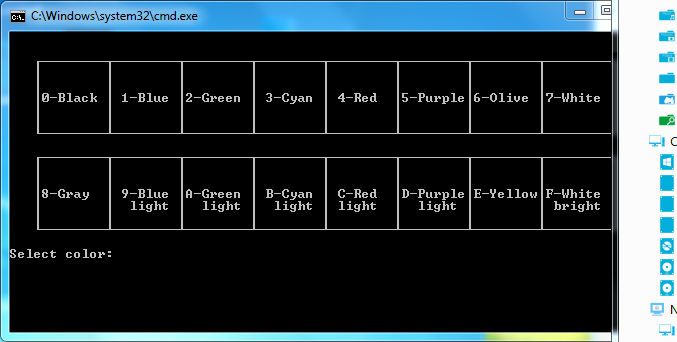 C:\Windows\system32\cmd.exe
0-Black 1-Blue 2-Green 3-Cyan 4-Red 5-Purple 6-Olive 7-White
8-Gray 9-Blue A-Green B-Cyan C-Red D-Purple E-Yellow F-White
light light light light light bright
Select color: